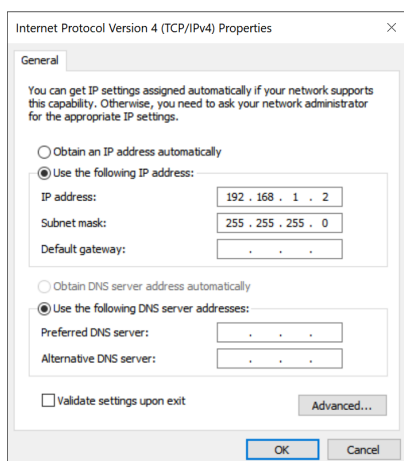 Internet Protocol Version 4 (TCP/IPv4) Properties
General
You can get IP settings assigned automatically if your network supports
this capability. Otherwise, you need to ask your network administrator
for the appropriate IP settings.
Obtain an IP address automatically
Use the following IP address:
IP address: 192 . 168 . 1 . 2
Subnet mask: 255 . 255 . 255 . 0
Default gateway: . . .
Obtain DNS server address automatically
Use the following DNS server addresses:
Preferred DNS server: . . .
Alternative DNS server: . . .
Validate settings upon exit
Advanced...
OK Cancel